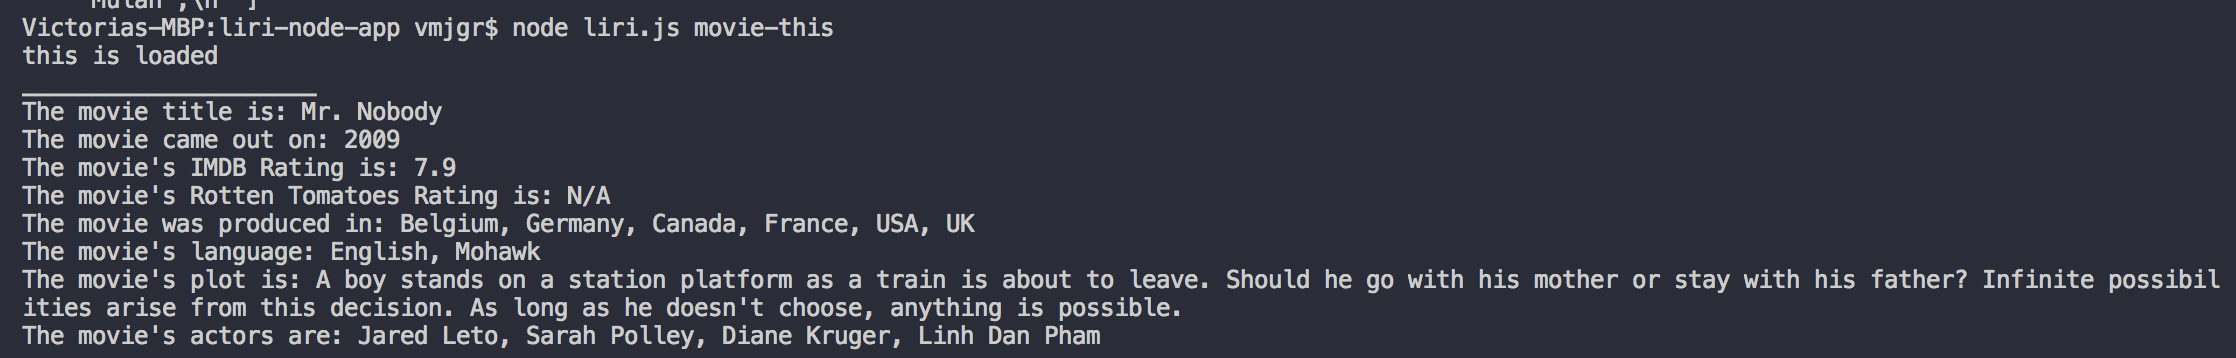 Mulan",\n" ]
Victorias-MBP:liri-node-app vmjgr$ node liri.js movie-this
this is loaded
_____________________
The movie title is: Mr. Nobody
The movie came out on: 2009
The movie's IMDB Rating is: 7.9
The movie's Rotten Tomatoes Rating is: N/A
The movie was produced in: Belgium, Germany, Canada, France, USA, UK
The movie's language: English, Mohawk
The movie's plot is: A boy stands on a station platform as a train is about to leave. Should he go with his mother or stay with his father? Infinite possibil
ities arise from this decision. As long as he doesn't choose, anything is possible.
The movie's actors are: Jared Leto, Sarah Polley, Diane Kruger, Linh Dan Pham